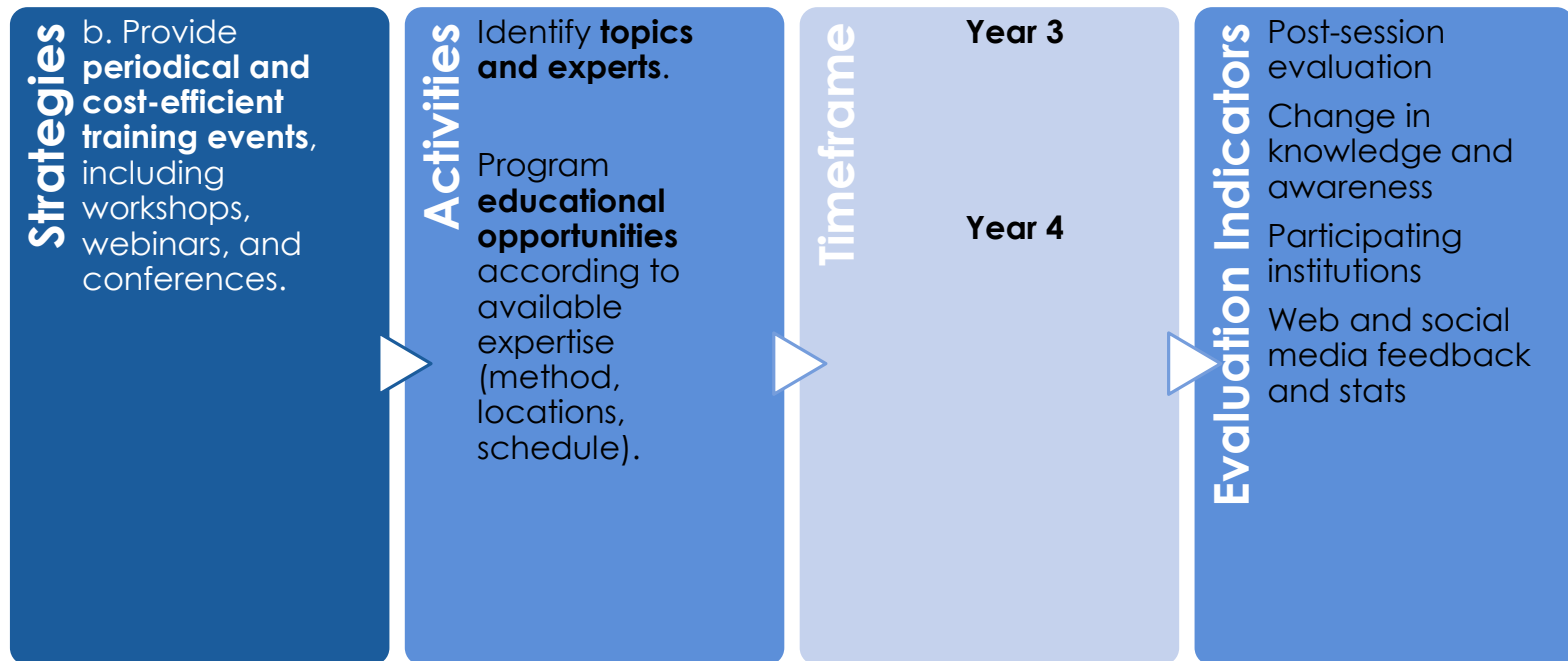 Strategies
b. Provide
periodical and
cost-efficient
training events,
including
workshops,
webinars, and
conferences.
Activities
Identify topics
and experts.
Program
educational
opportunities
according to
available
expertise
(method,
locations,
schedule).
Timeframe
Year 3
Year 4
Evaluation Indicators
Post-session
evaluation
Change in
knowledge and
awareness
Participating
institutions
Web and social
media feedback
and stats